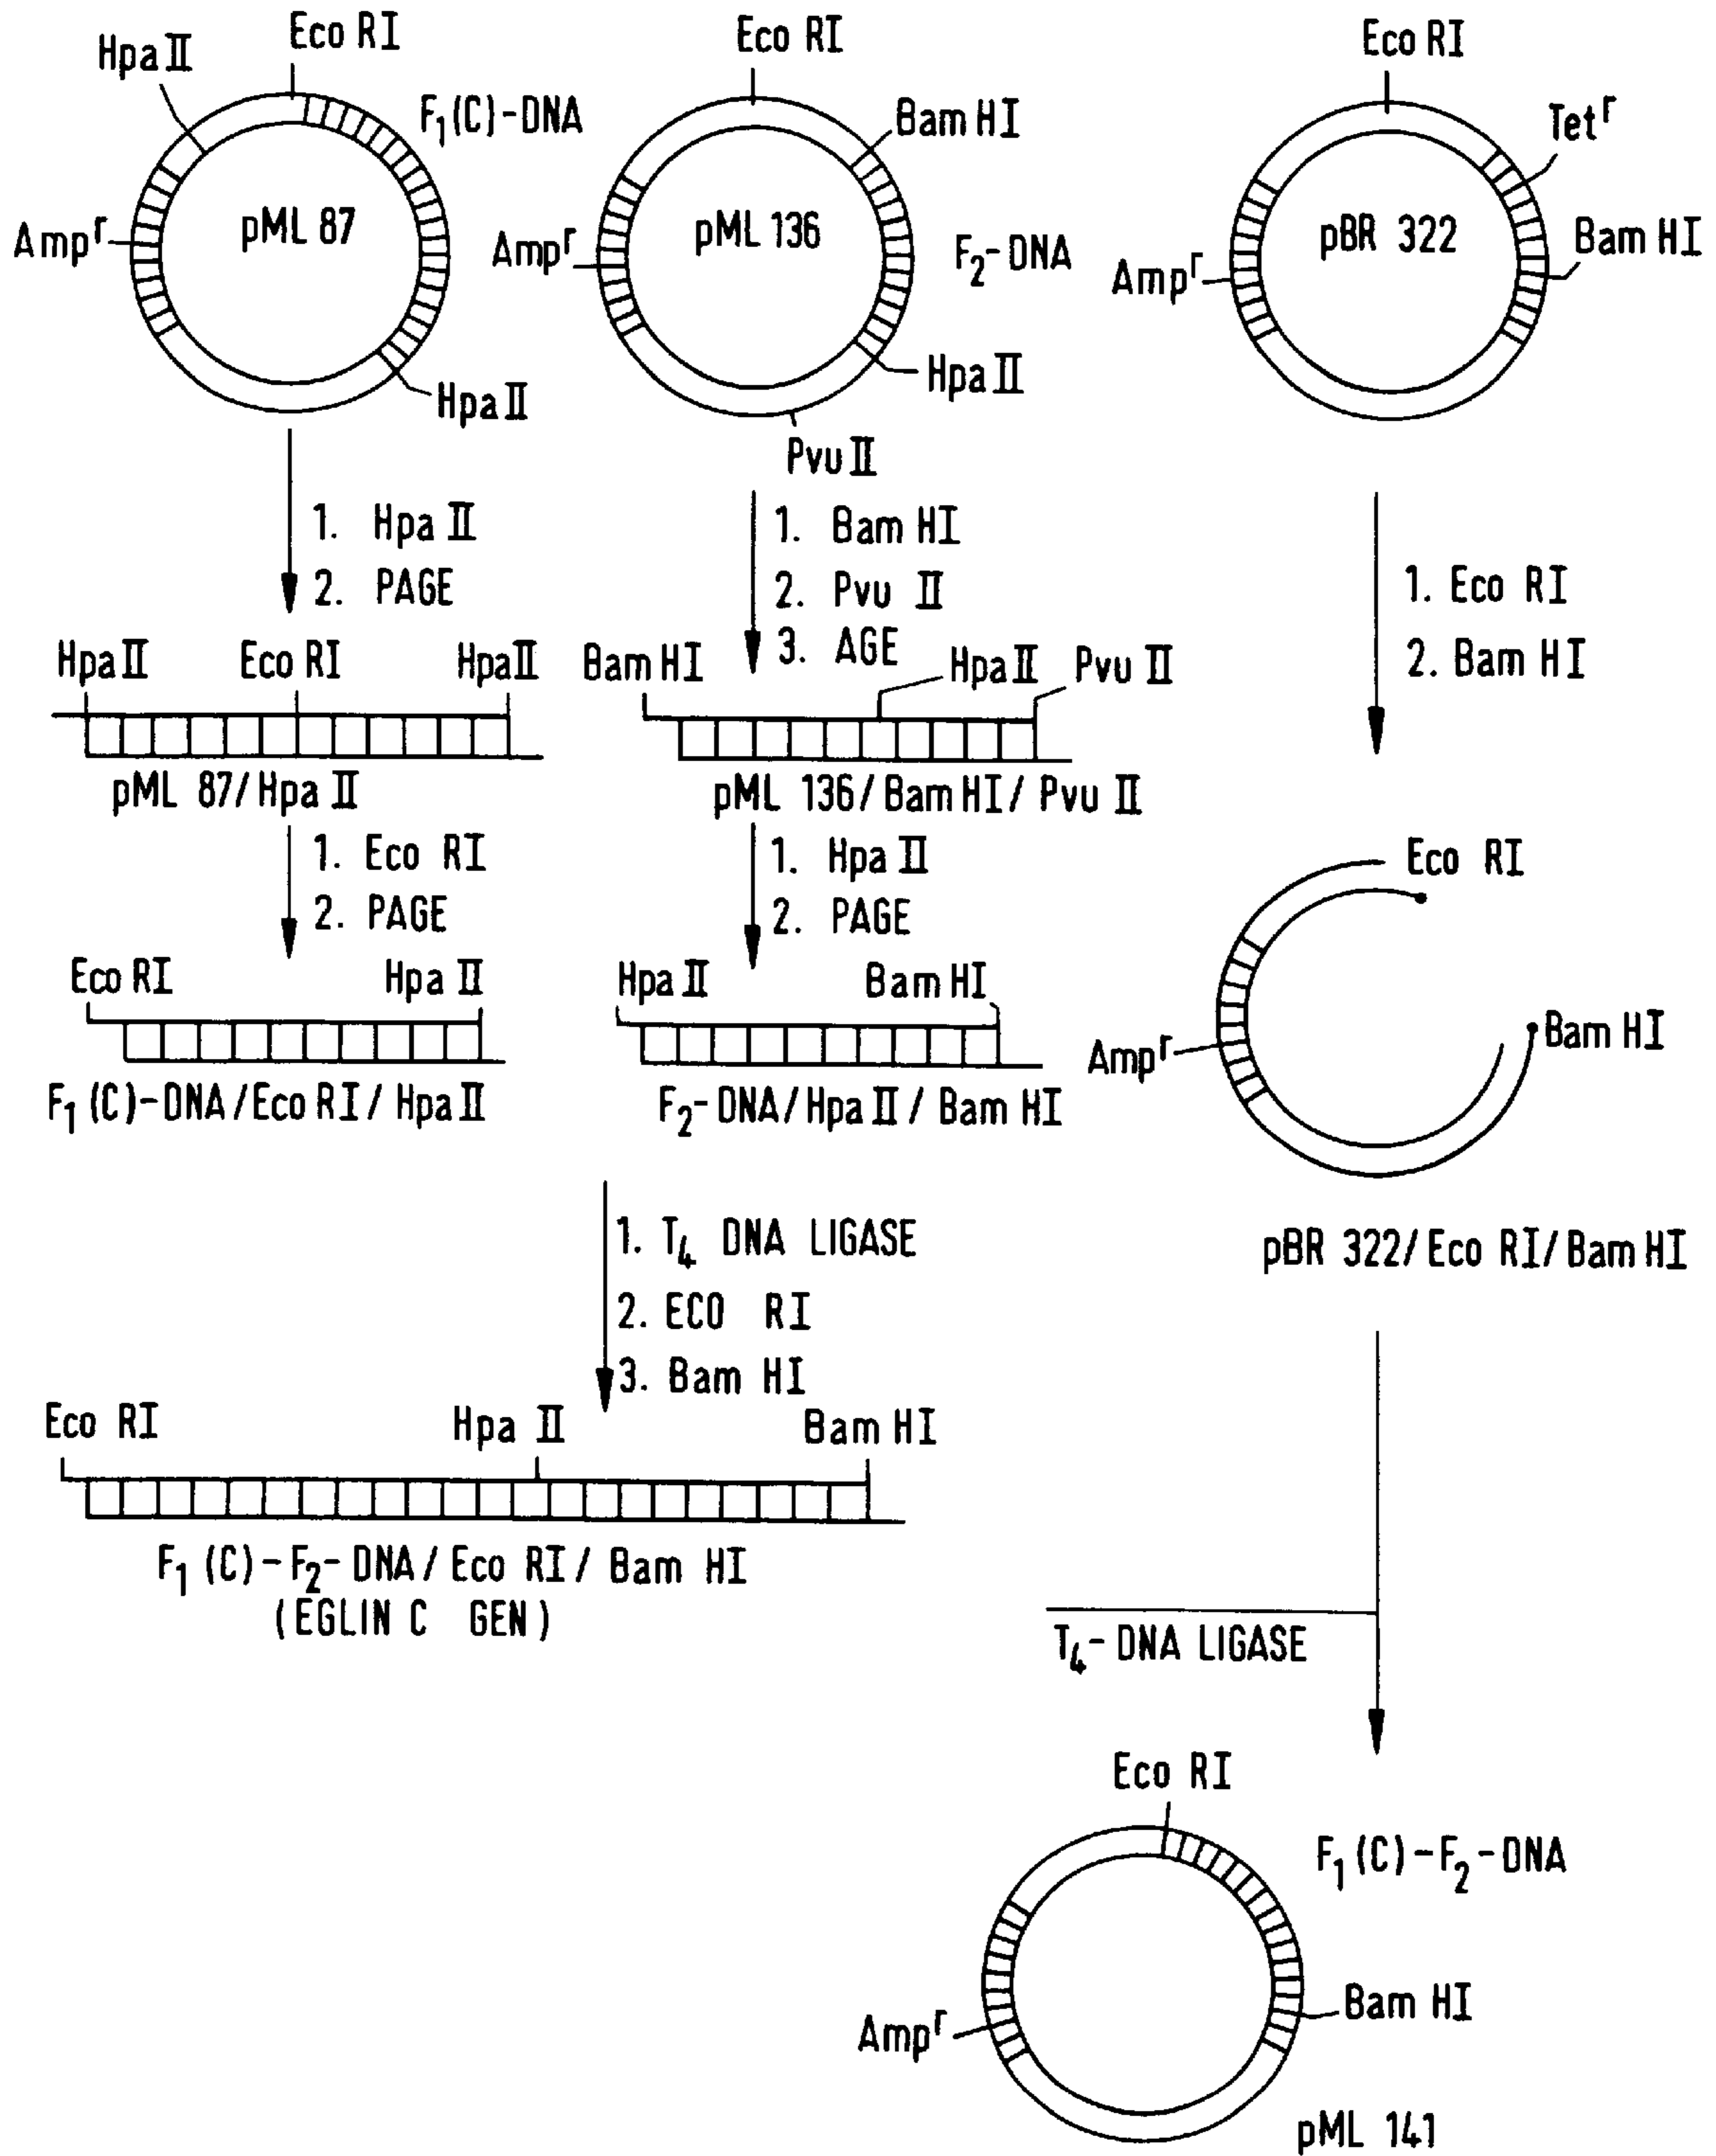 Hpa II
Eco RI
F1(C)-DNA
Ampr
pML 87
Hpa II
Eco RI
Bam HI
Ampr
pML 136
F2-DNA
Hpa II
Pvu II
Eco RI
Tetr
Ampr
pBR 322
Bam HI
1. Hpa II
2. PAGE
1. Bam HI
2. Pvu II
3. AGE
1. Eco RI
2. Bam HI
Hpa II
Eco RI
Hpa II
pML 87/Hpa II
Bam HI
Hpa II
Pvu II
pML 136/Bam HI/Pvu II
1. Eco RI
2. PAGE
1. Hpa II
2. PAGE
Eco RI
Hpa II
F1(C)-DNA/Eco RI/Hpa II
Hpa II
Bam HI
F2-DNA/Hpa II/Bam HI
Eco RI
Ampr
Bam HI
pBR 322/Eco RI/Bam HI
1. T4 DNA LIGASE
2. ECO RI
3. Bam HI
Eco RI
Hpa II
Bam HI
F1(C)-F2-DNA/Eco RI/Bam HI
(EGLIN C GEN)
T4-DNA LIGASE
Eco RI
F1(C)-F2-DNA
Ampr
Bam HI
pML 141